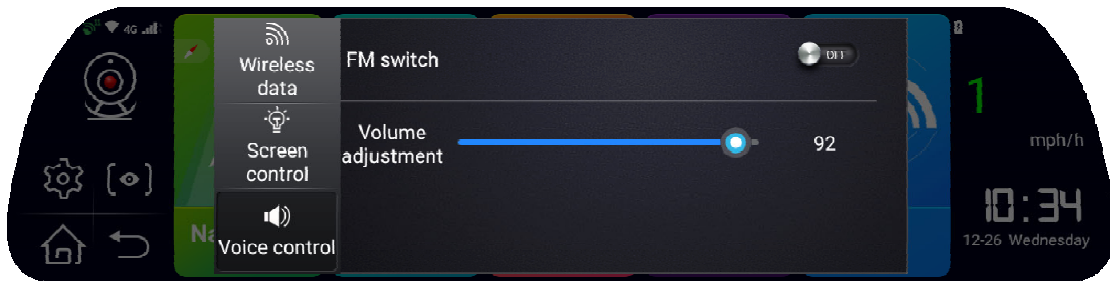 4G
Wireless
data
FM switch
Off
1
mph/h
Screen
control
Volume
adjustment
92
Voice control
Na
10:34
12-26 Wednesday